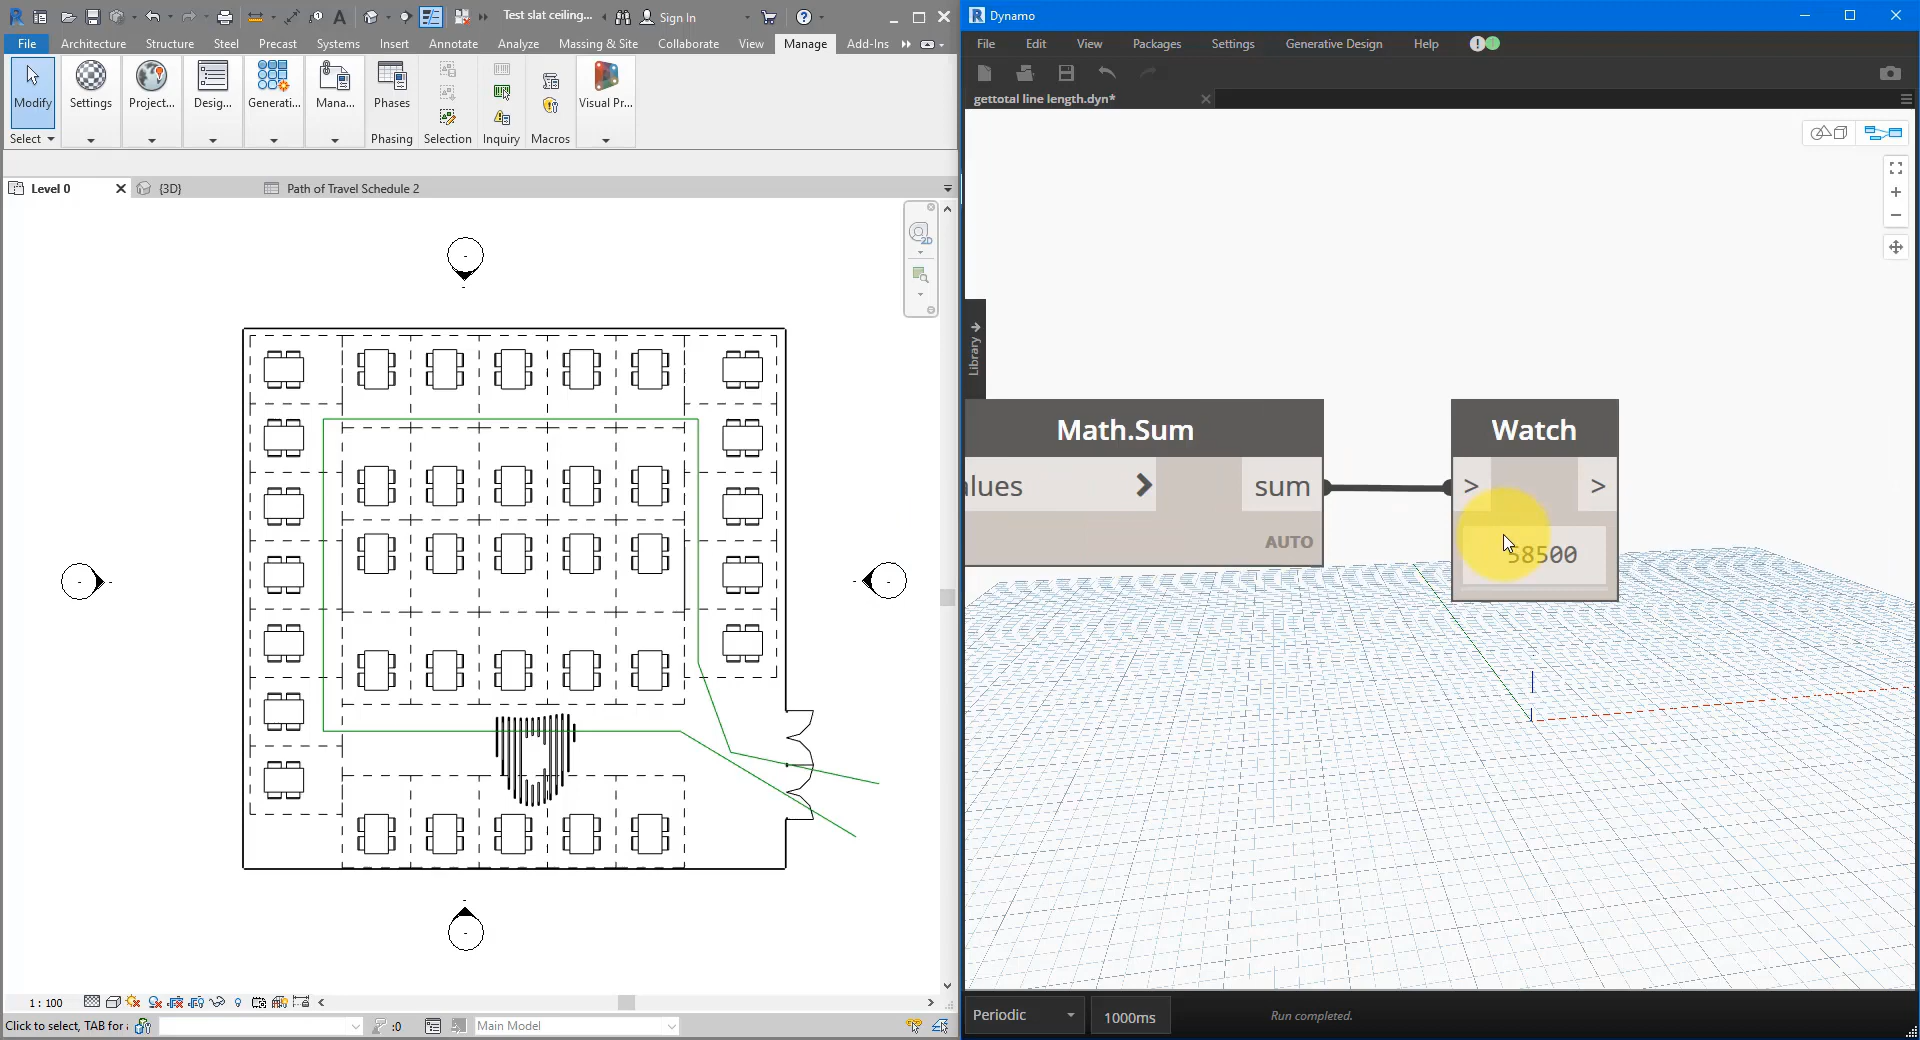 Test slat ceiling...
Sign In
File
Architecture
Structure
Steel
Precast
Systems
Insert
Annotate
Analyze
Massing & Site
Collaborate
View
Manage
Add-Ins
Modify
Settings
Project...
Desig...
Generati...
Mana...
Phases
Visual Pr...
Select
Phasing
Selection
Inquiry
Macros
Level 0
{3D}
Path of Travel Schedule 2
2D
1 : 100
Click to select, TAB for a
:0
Main Model
Dynamo
File
Edit
View
Packages
Settings
Generative Design
Help
gettotal line length.dyn*
Library
Math.Sum
alues
>
sum
AUTO
Watch
>
>
58500
Periodic
1000ms
Run completed.